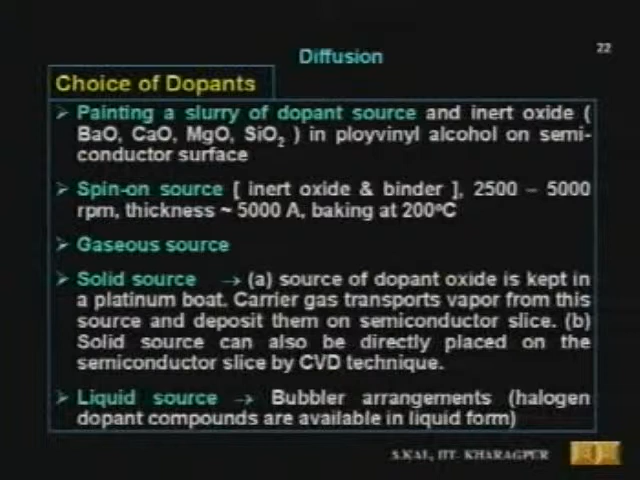 Diffusion
22
Choice of Dopants
➢ Painting a slurry of dopant source and inert oxide (
BaO, CaO, MgO, SiO₂ ) in ployvinyl alcohol on semi-
conductor surface
➢ Spin-on source [ inert oxide & binder ], 2500 – 5000
rpm, thickness ~ 5000 A, baking at 200ºC
➢ Gaseous source
➢ Solid source → (a) source of dopant oxide is kept in
a platinum boat. Carrier gas transports vapor from this
source and deposit them on semiconductor slice. (b)
Solid source can also be directly placed on the
semiconductor slice by CVD technique.
➢ Liquid source → Bubbler arrangements (halogen
dopant compounds are available in liquid form)
S.KAL, IIT. KHARAGPUR